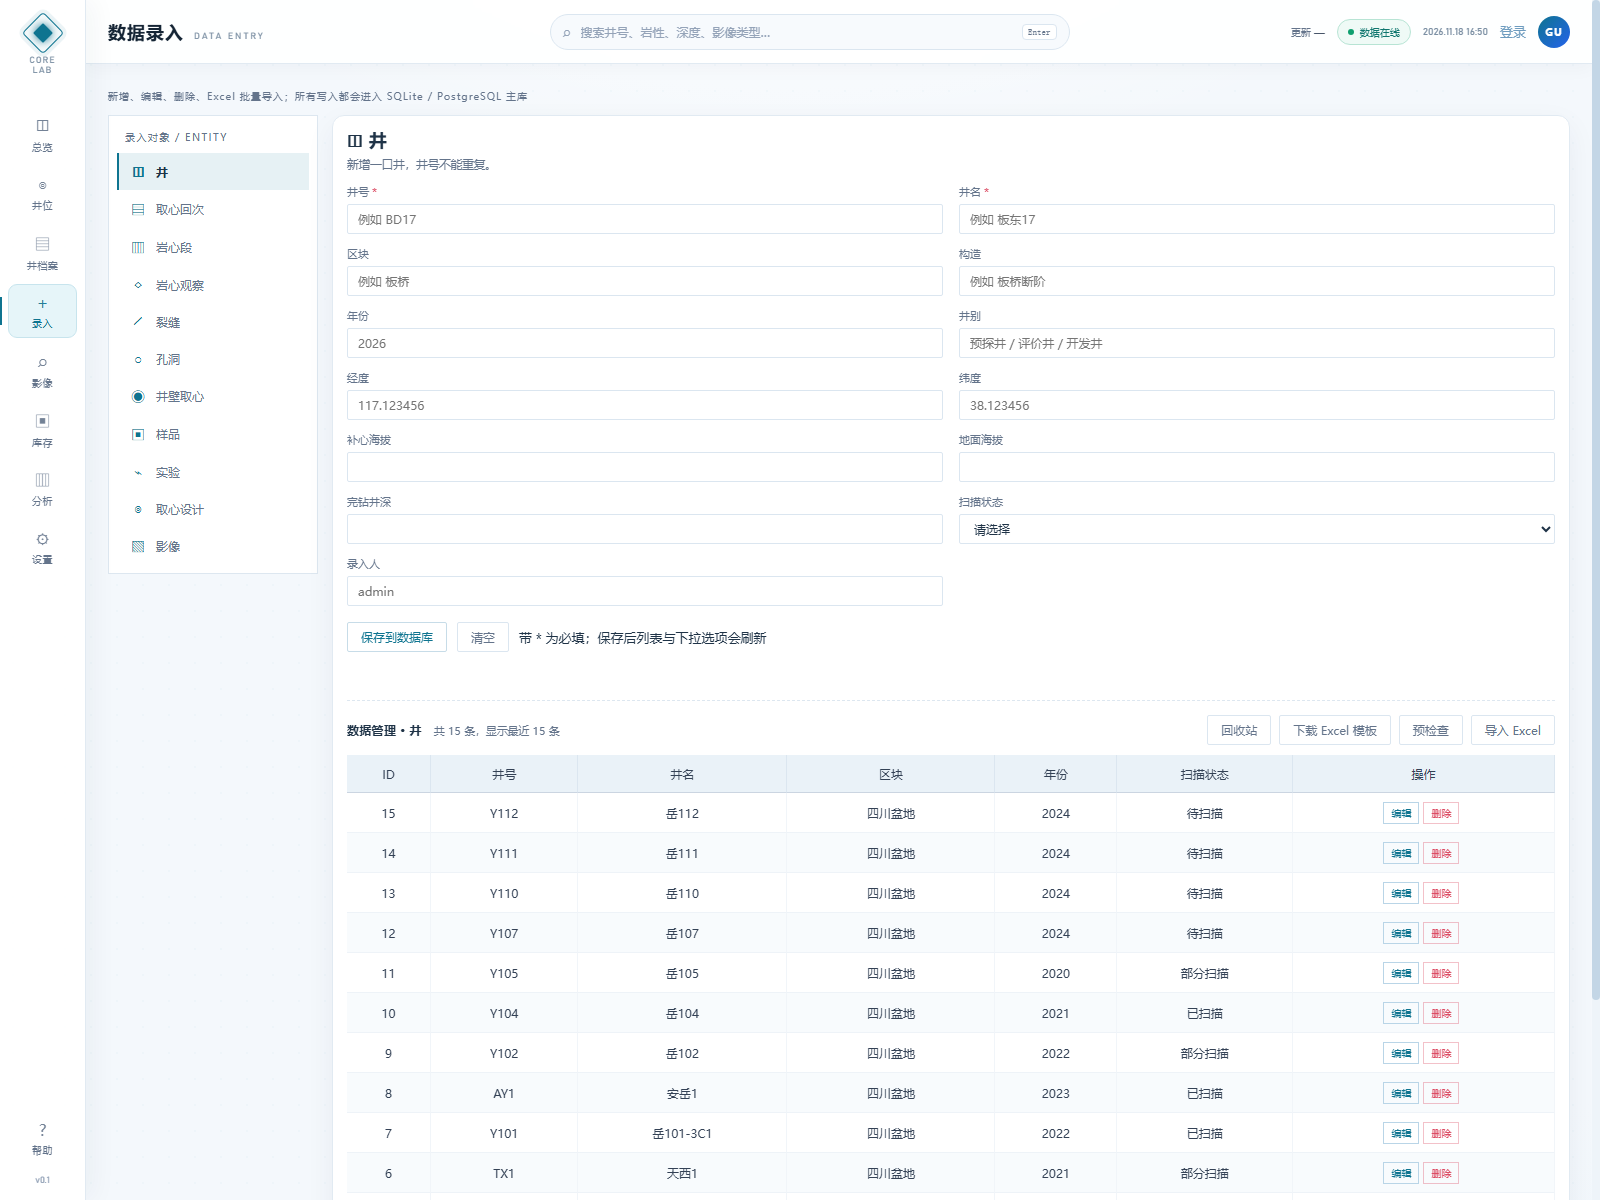 CORE
LAB
数据录入 DATA ENTRY
搜索井号、岩性、深度、影像类型... Enter
更新 — 数据在线 2026.11.18 16:50 登录 GU
总览
井位
井档案
录入
影像
库存
分析
设置
帮助
v0.1
新增、编辑、删除、Excel 批量导入；所有写入都会进入 SQLite / PostgreSQL 主库
录入对象 / ENTITY
井
取心回次
岩心段
岩心观察
裂缝
孔洞
井壁取心
样品
实验
取心设计
影像
井
新增一口井，井号不能重复。
井号 * 井名 *
例如 BD17 例如 板东17
区块 构造
例如 板桥 例如 板桥断阶
年份 井别
2026 预探井 / 评价井 / 开发井
经度 纬度
117.123456 38.123456
补心海拔 地面海拔
完钻井深 扫描状态
请选择
录入人
admin
保存到数据库 清空 带 * 为必填；保存后列表与下拉选项会刷新
数据管理 · 井 共 15 条，显示最近 15 条 回收站 下载 Excel 模板 预检查 导入 Excel
ID 井号 井名 区块 年份 扫描状态 操作
15 Y112 岳112 四川盆地 2024 待扫描 编辑 删除
14 Y111 岳111 四川盆地 2024 待扫描 编辑 删除
13 Y110 岳110 四川盆地 2024 待扫描 编辑 删除
12 Y107 岳107 四川盆地 2024 待扫描 编辑 删除
11 Y105 岳105 四川盆地 2020 部分扫描 编辑 删除
10 Y104 岳104 四川盆地 2021 已扫描 编辑 删除
9 Y102 岳102 四川盆地 2022 部分扫描 编辑 删除
8 AY1 安岳1 四川盆地 2023 已扫描 编辑 删除
7 Y101 岳101-3C1 四川盆地 2022 已扫描 编辑 删除
6 TX1 天西1 四川盆地 2021 部分扫描 编辑 删除